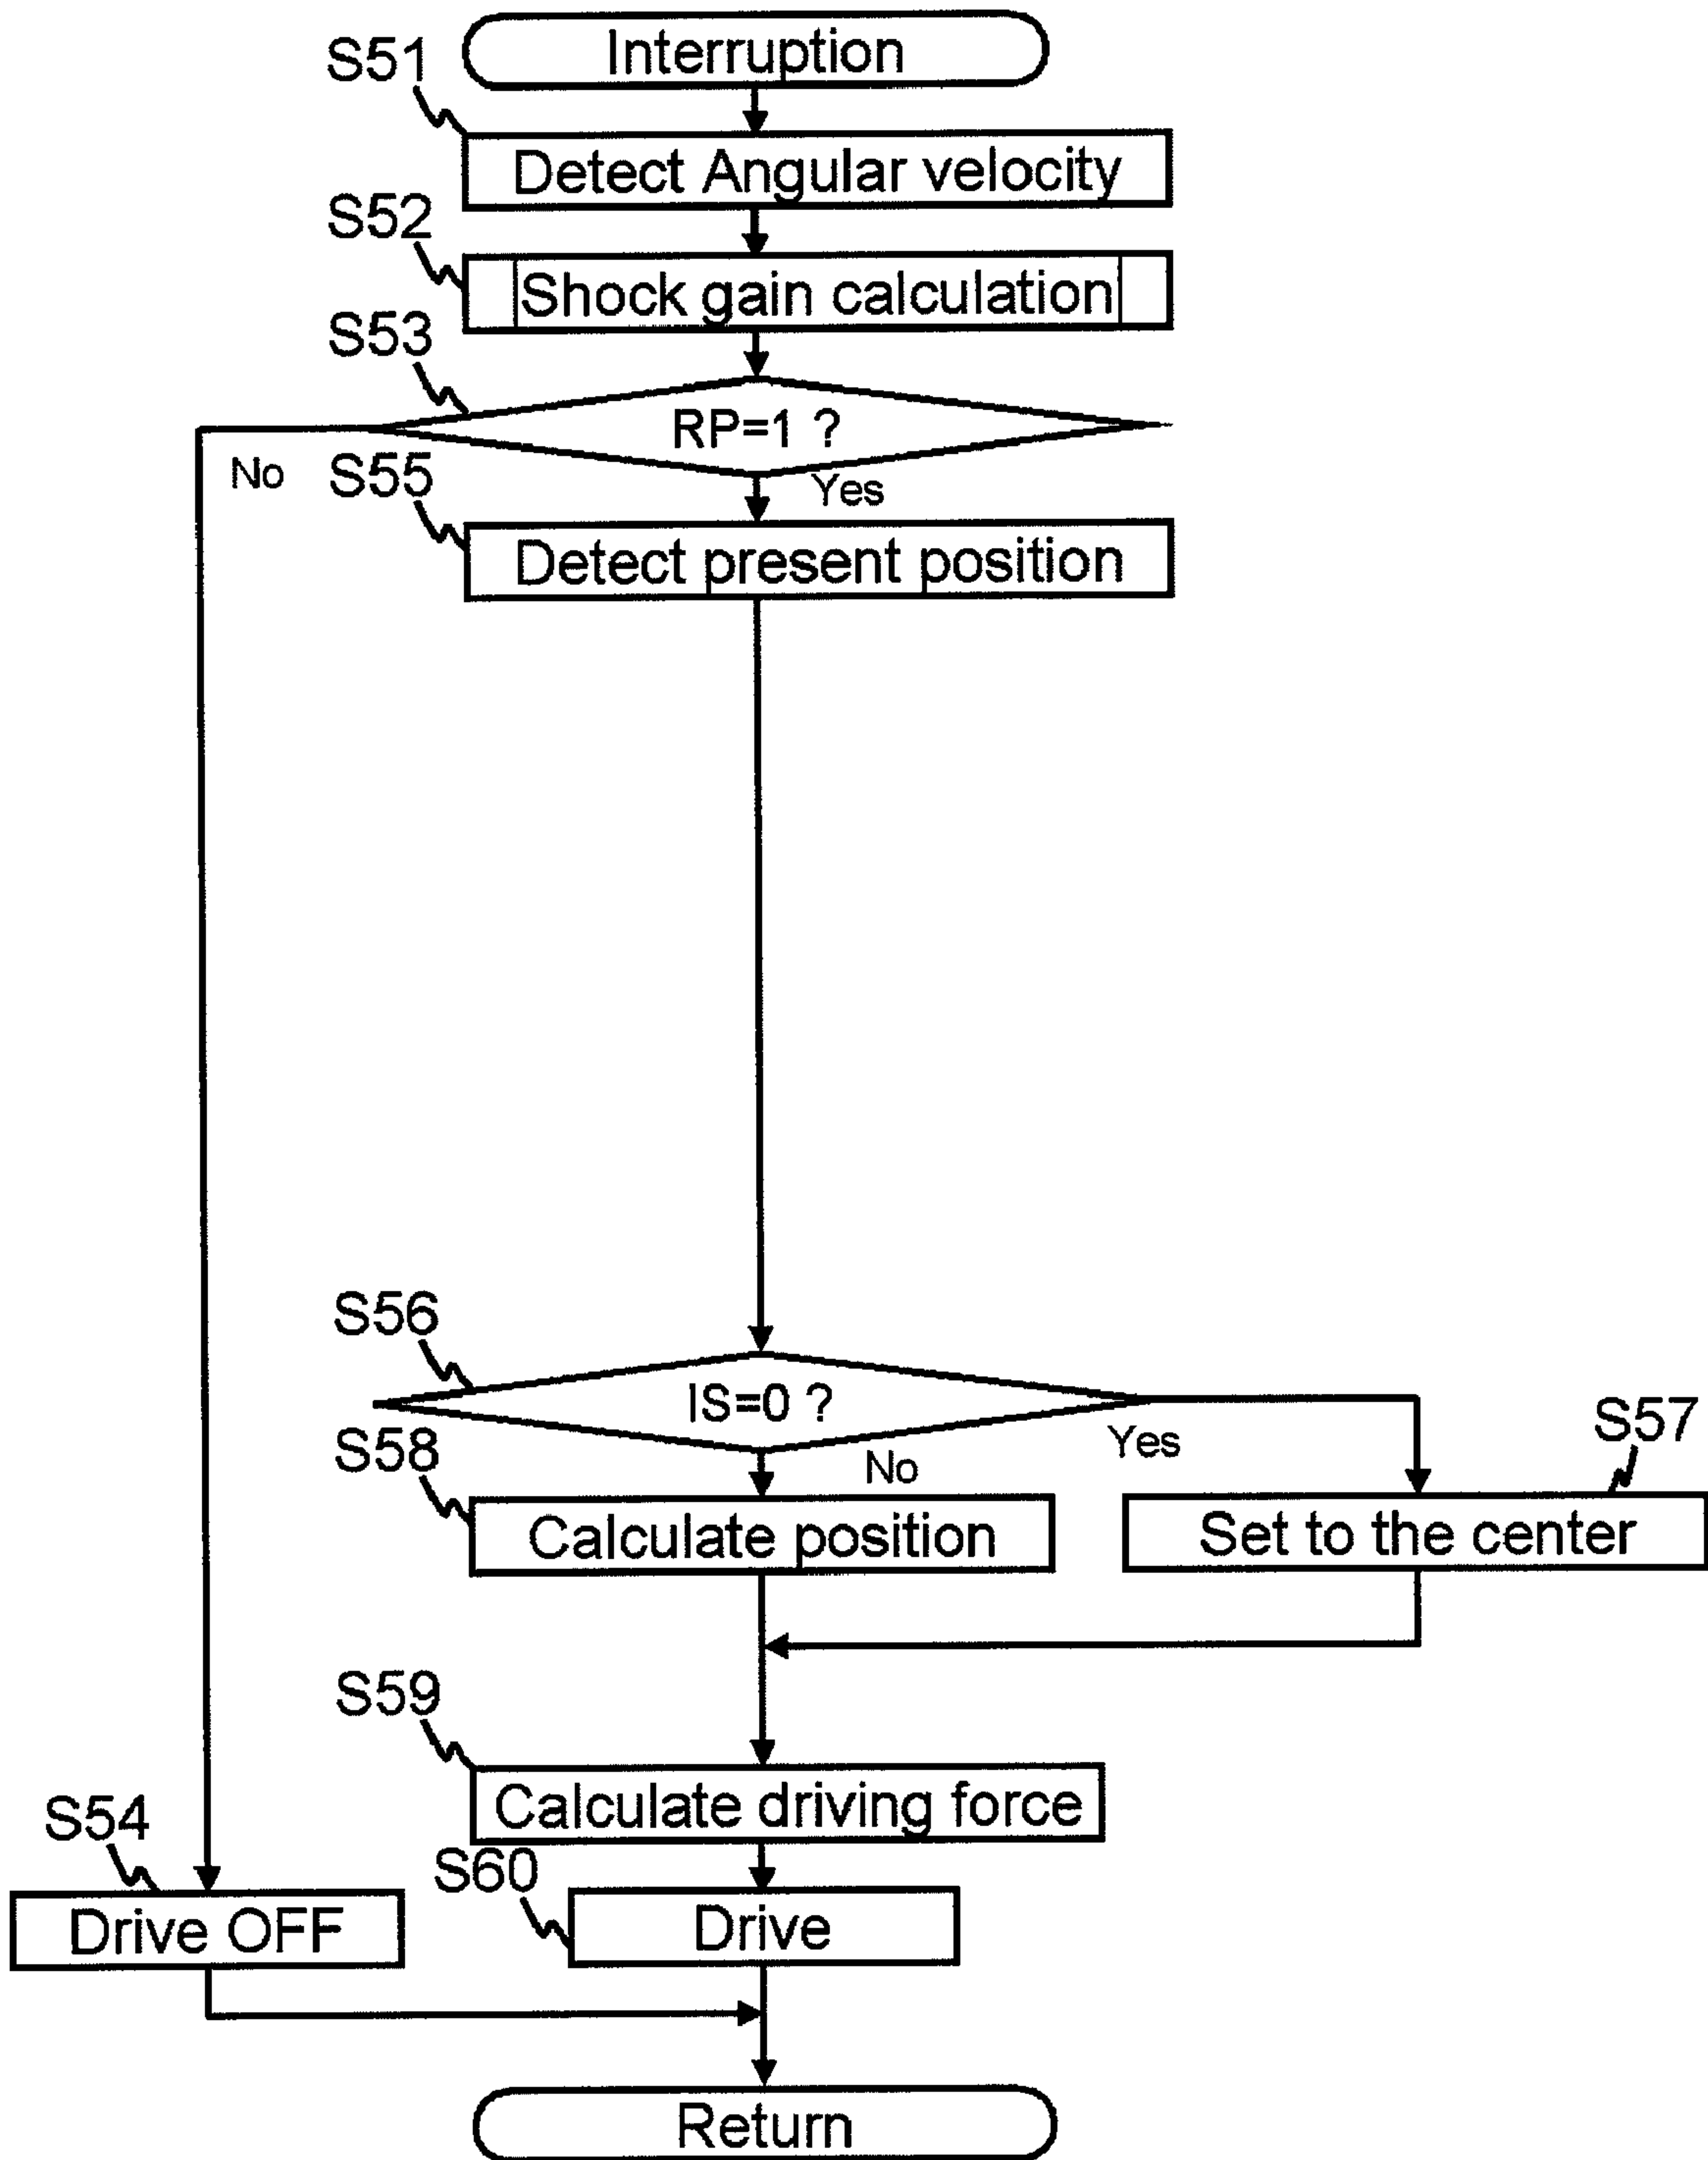 Interruption
S51
Detect Angular velocity
S52
Shock gain calculation
S53
RP=1 ?
No
Yes
S55
Detect present position
S56
IS=0 ?
Yes
No
S57
S58
Calculate position
Set to the center
S59
Calculate driving force
S54
S60
Drive OFF
Drive
Return